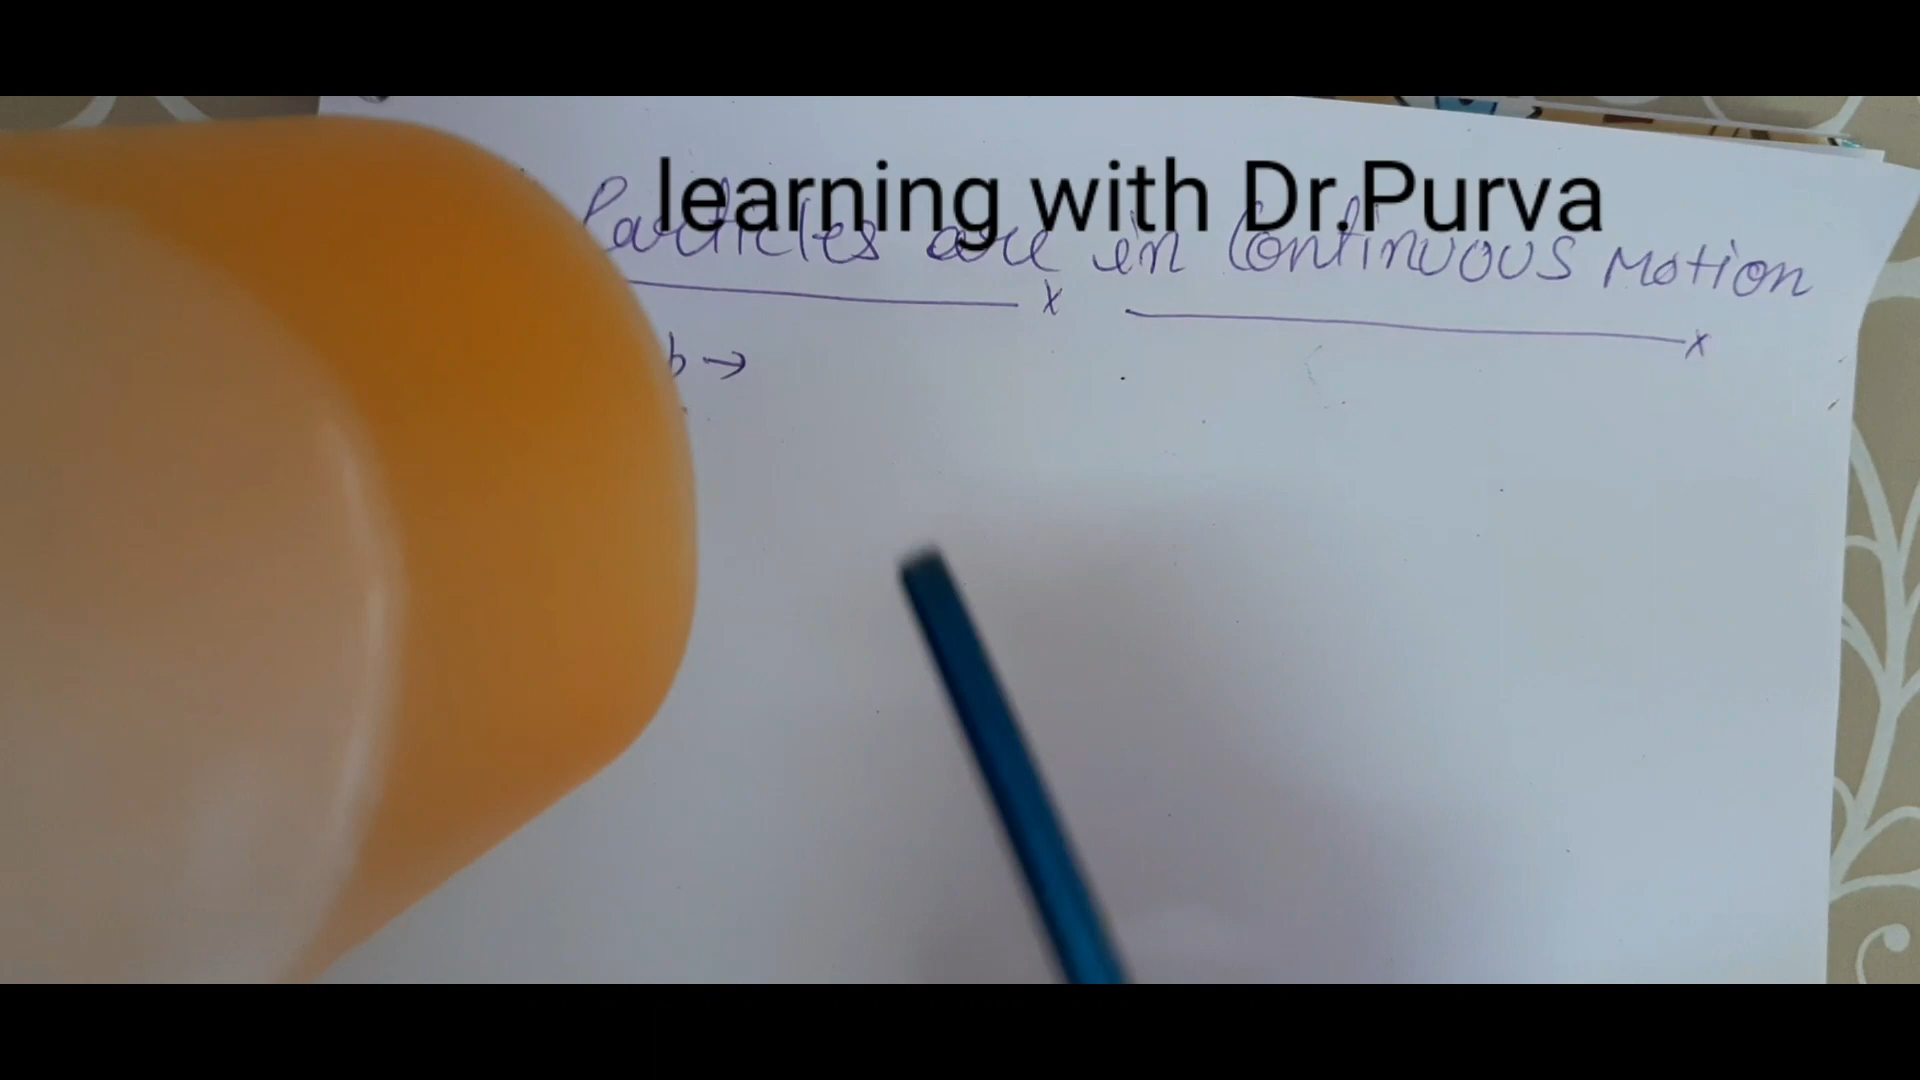 learning with Dr.Purva
Particles are in Continuous Motion
x
x
b →